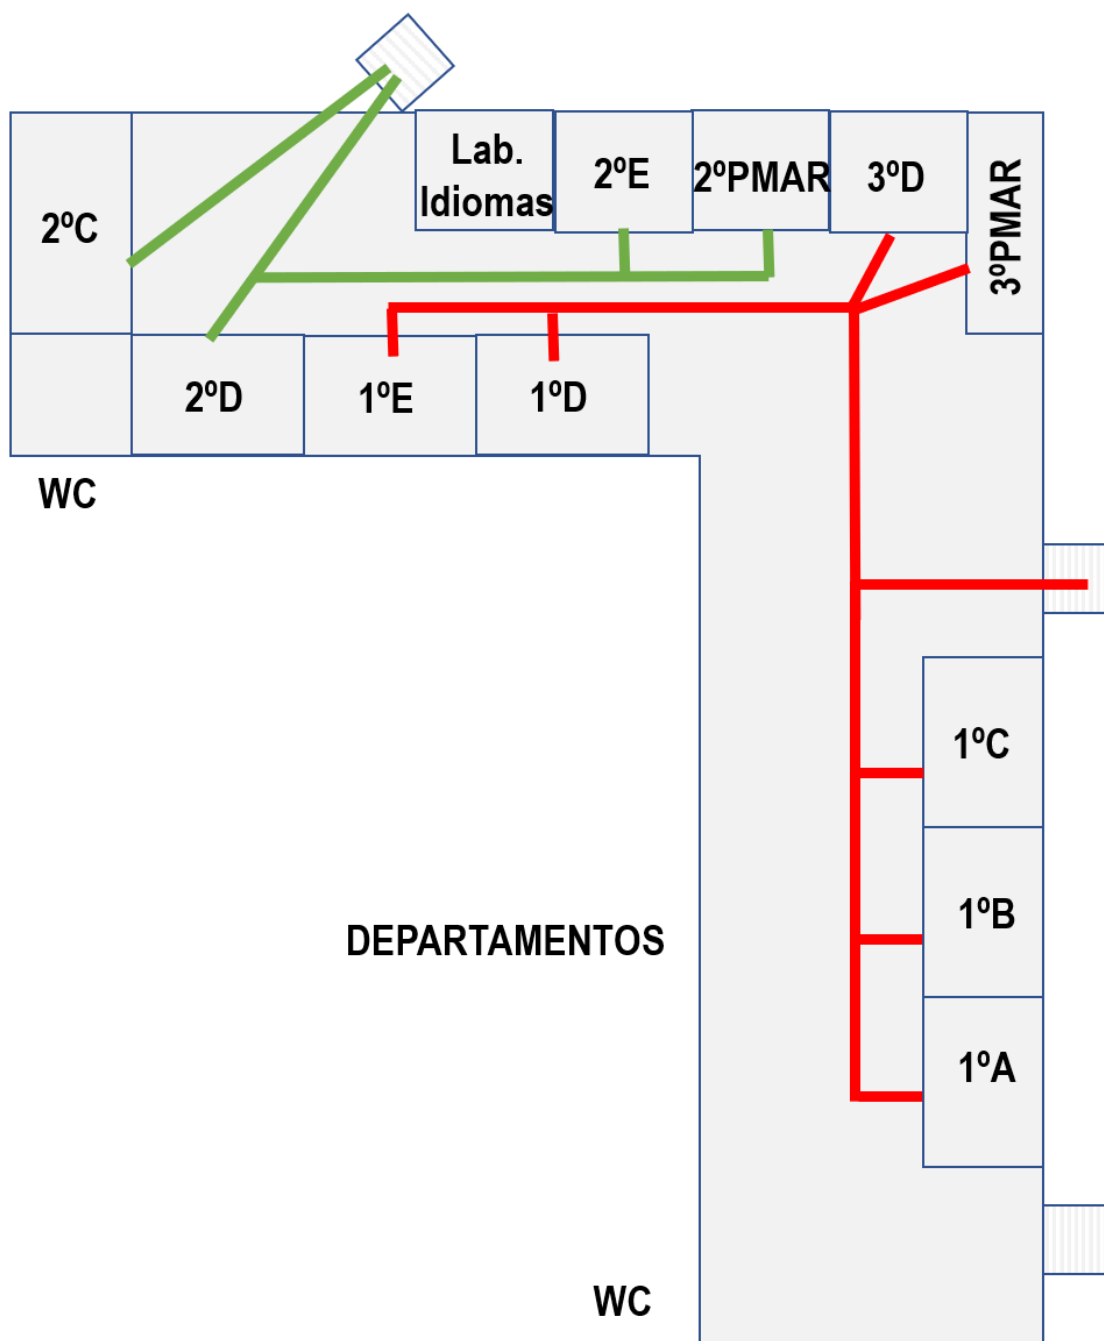 Lab.
Idiomas
2ºE
2ºPMAR
3ºD
3ºPMAR
2ºC
2ºD
1ºE
1ºD
WC
1ºC
1ºB
DEPARTAMENTOS
1ºA
WC